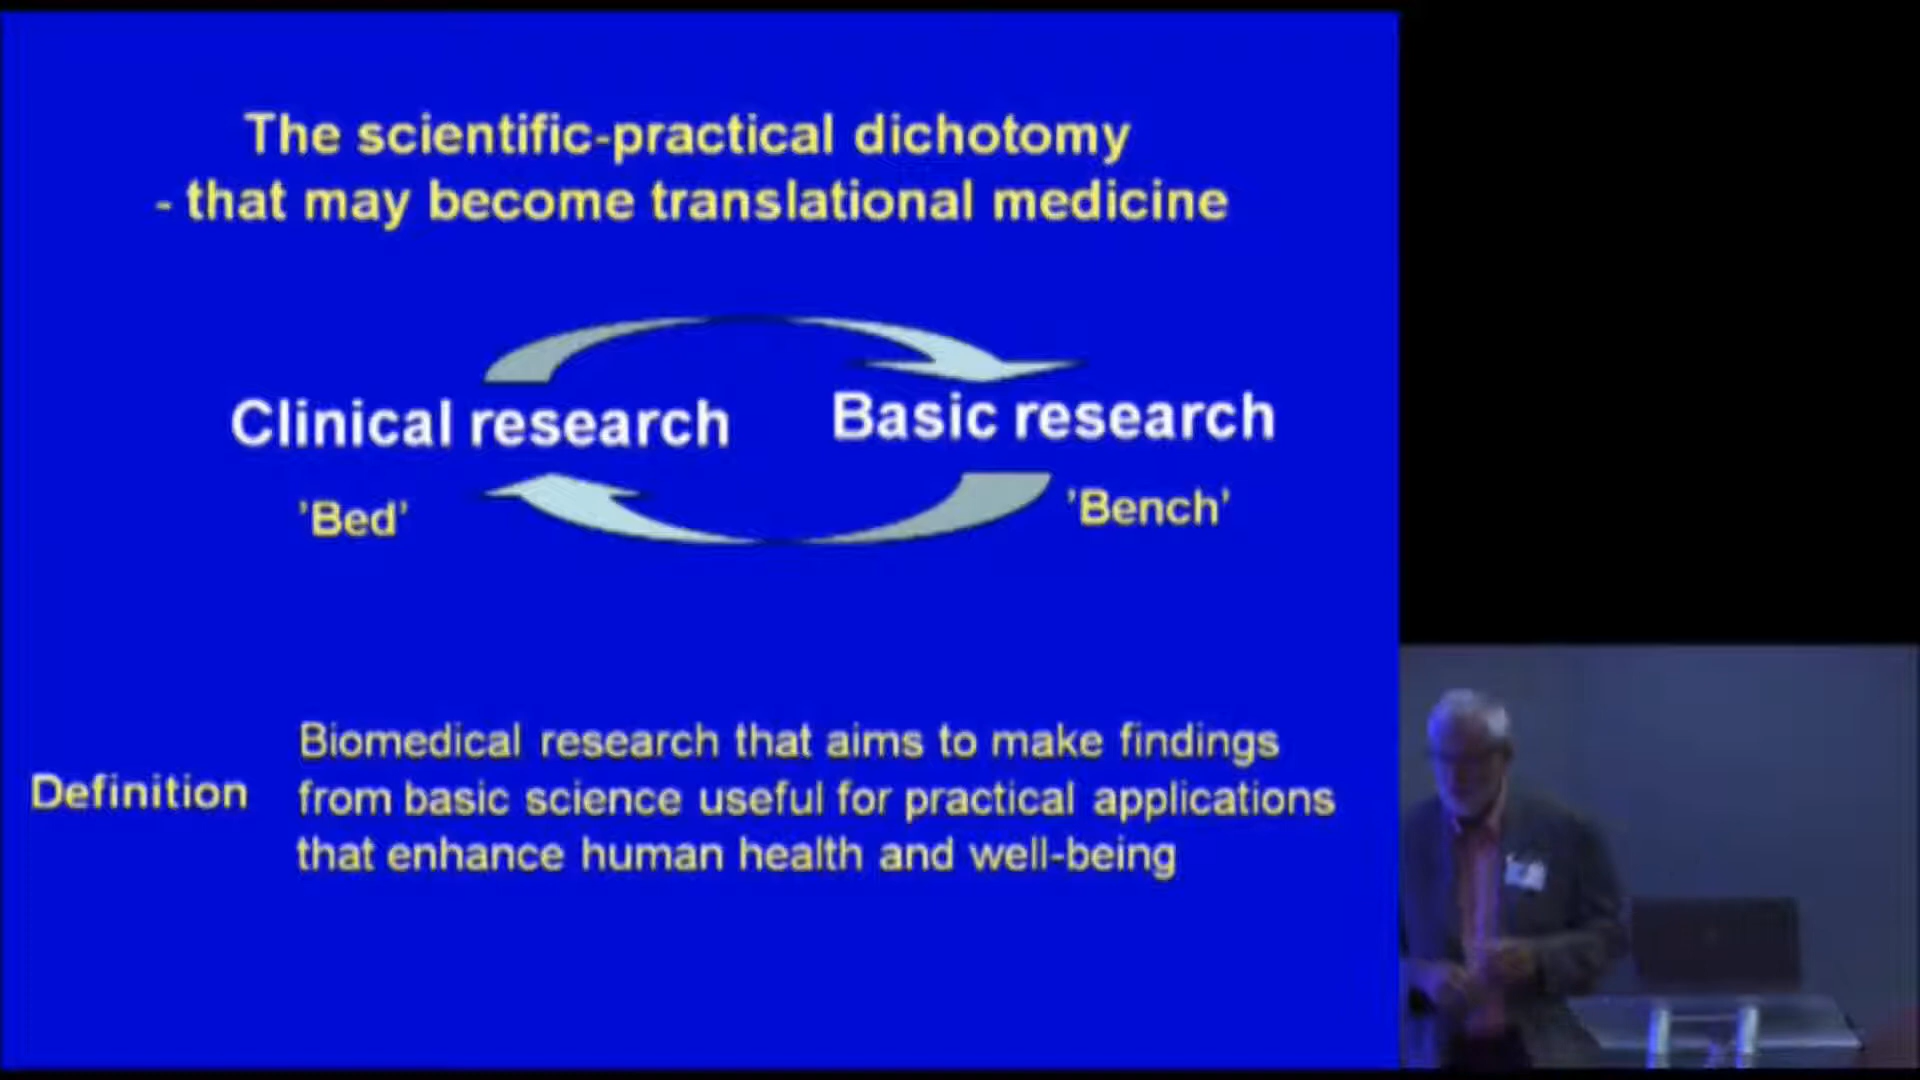 The scientific-practical dichotomy
- that may become translational medicine
Clinical research
Basic research
'Bed'
'Bench'
Definition
Biomedical research that aims to make findings
from basic science useful for practical applications
that enhance human health and well-being